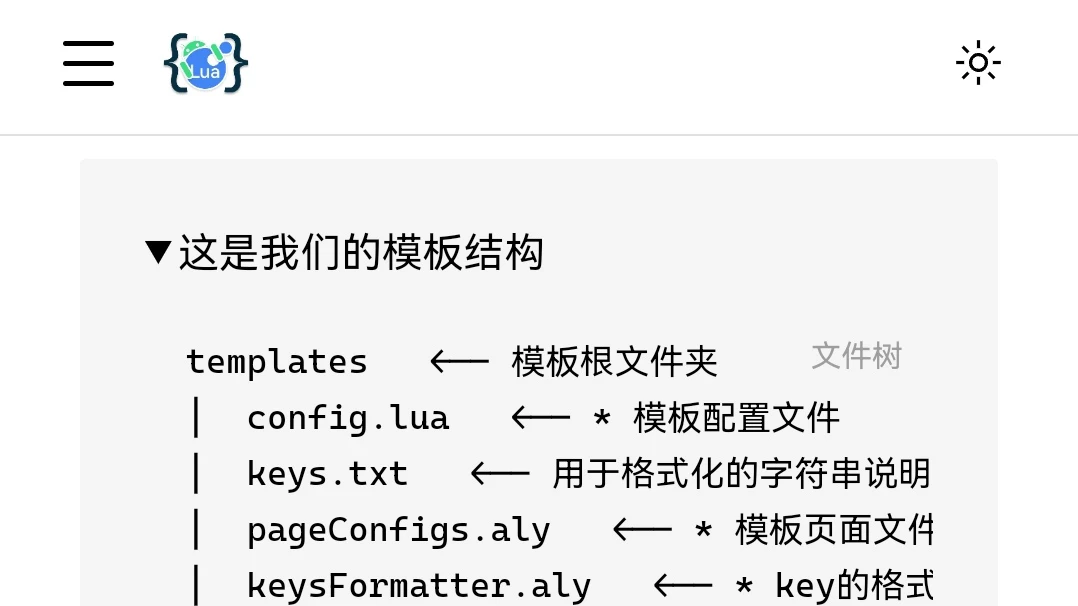 {Lua}
▼这是我们的模板结构
文件树
templates   <-- 模板根文件夹
│  config.lua   <-- * 模板配置文件
│  keys.txt   <-- 用于格式化的字符串说明
│  pageConfigs.aly   <-- * 模板页面文件
│  keysFormatter.aly   <-- * key的格式